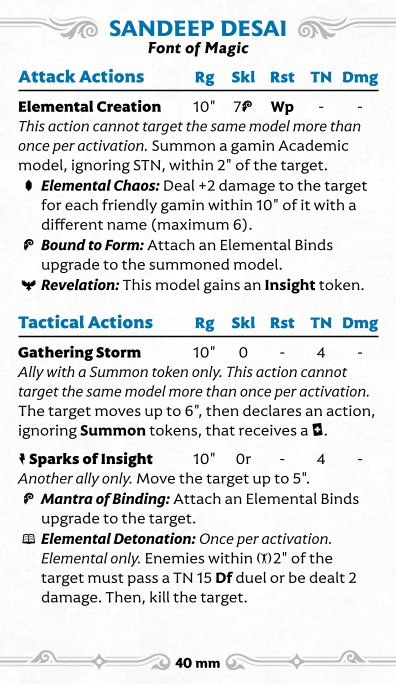 SANDEEP DESAI
Font of Magic
Attack Actions Rg Skl Rst TN Dmg
Elemental Creation 10" 7 Wp - -
This action cannot target the same model more than
once per activation. Summon a gamin Academic
model, ignoring STN, within 2" of the target.
Elemental Chaos: Deal +2 damage to the target
for each friendly gamin within 10" of it with a
different name (maximum 6).
Bound to Form: Attach an Elemental Binds
upgrade to the summoned model.
Revelation: This model gains an Insight token.
Tactical Actions Rg Skl Rst TN Dmg
Gathering Storm 10" 0 - 4 -
Ally with a Summon token only. This action cannot
target the same model more than once per activation.
The target moves up to 6", then declares an action,
ignoring Summon tokens, that receives a +.
Sparks of Insight 10" 0r - 4 -
Another ally only. Move the target up to 5".
Mantra of Binding: Attach an Elemental Binds
upgrade to the target.
Elemental Detonation: Once per activation.
Elemental only. Enemies within 2" of the
target must pass a TN 15 Df duel or be dealt 2
damage. Then, kill the target.
40 mm